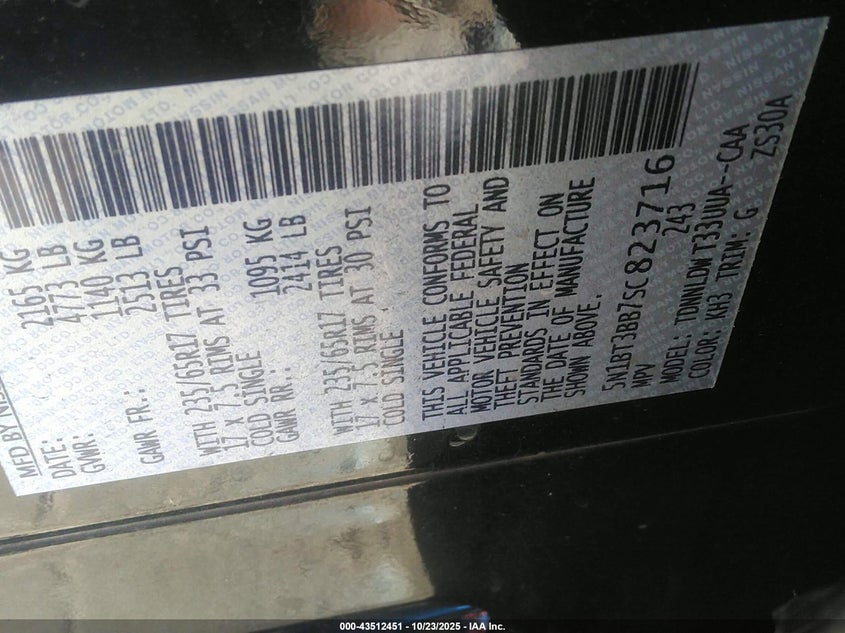 MFD BY NISS
DATE:
GVWR: 2165 KG
4773 LB
GAWR FR.: 1140 KG
2513 LB
WITH 235/65R17 TIRES
17 X 7.5 RIMS AT 33 PSI
COLD SINGLE
GAWR RR.: 1095 KG
2414 LB
WITH 235/65R17 TIRES
17 X 7.5 RIMS AT 30 PSI
COLD SINGLE
THIS VEHICLE CONFORMS TO
ALL APPLICABLE FEDERAL
MOTOR VEHICLE SAFETY AND
THEFT PREVENTION
STANDARDS IN EFFECT ON
THE DATE OF MANUFACTURE
SHOWN ABOVE.
5N1BT3BB7SC823716
MPV 243
MODEL: TDWNLDWT33UUA--CAA
COLOR: KH3 TRIM: G ZS30A
000-43512451 - 10/23/2025 - IAA Inc.